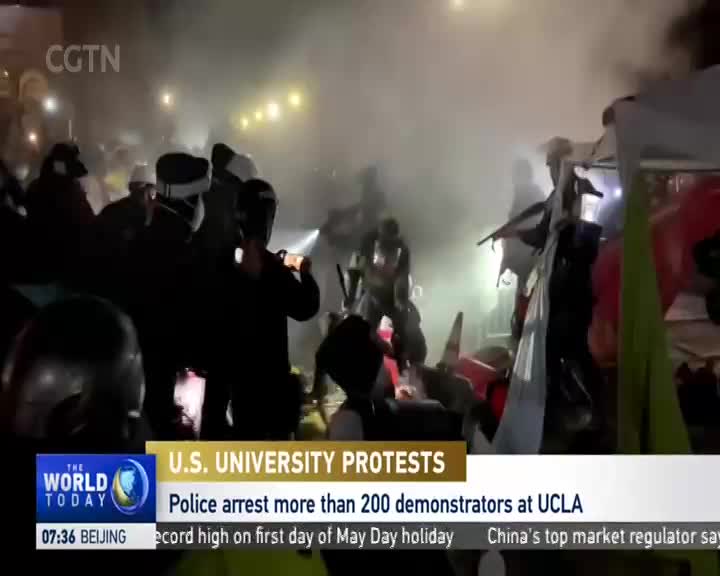 CGTN
U.S. UNIVERSITY PROTESTS
THE
WORLD
TODAY
Police arrest more than 200 demonstrators at UCLA
07:36 BEIJING
ecord high on first day of May Day holiday China's top market regulator say